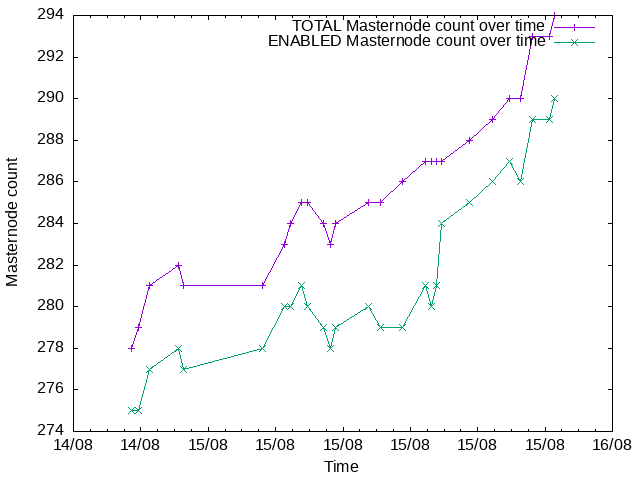 294
292
290
288
286
284
282
280
278
276
274
Masternode count
TOTAL Masternode count over time
ENABLED Masternode count over time
14/08 14/08 15/08 15/08 15/08 15/08 15/08 15/08 16/08
Time